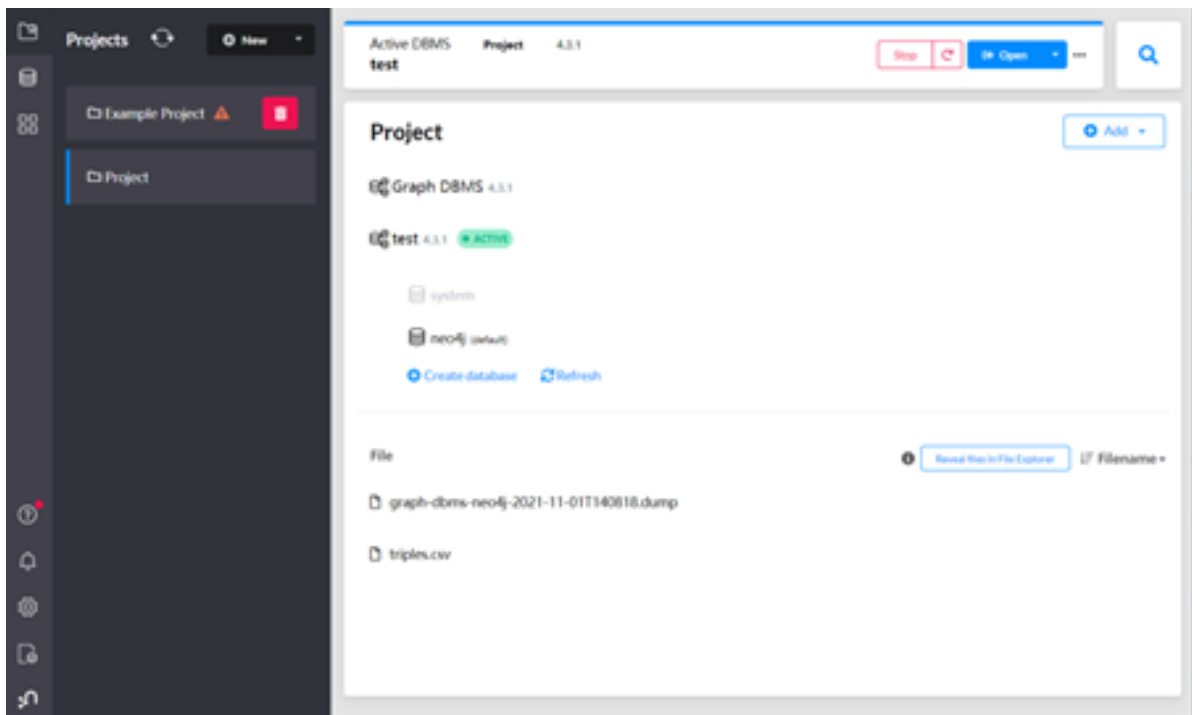 Projects
New
Example Project
Project
Active DBMS Project 4.3.1
test
Stop
Open
Project
Add
Graph DBMS 4.3.1
test 4.3.1 ACTIVE
system
neo4j (default)
Create database Refresh
File
Reveal files in File Explorer
Filename
graph-dbms-neo4j-2021-11-01T140818.dump
triples.csv